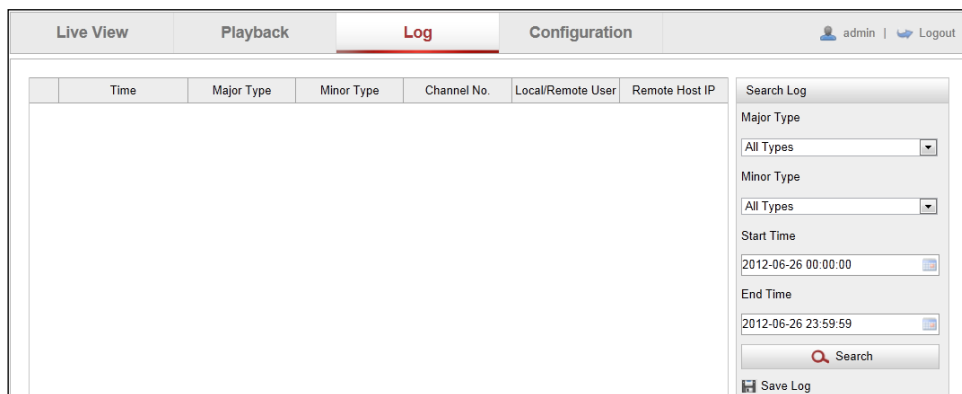 Live View Playback Log Configuration admin | Logout
Time Major Type Minor Type Channel No. Local/Remote User Remote Host IP
Search Log
Major Type
All Types
Minor Type
All Types
Start Time
2012-06-26 00:00:00
End Time
2012-06-26 23:59:59
Search
Save Log